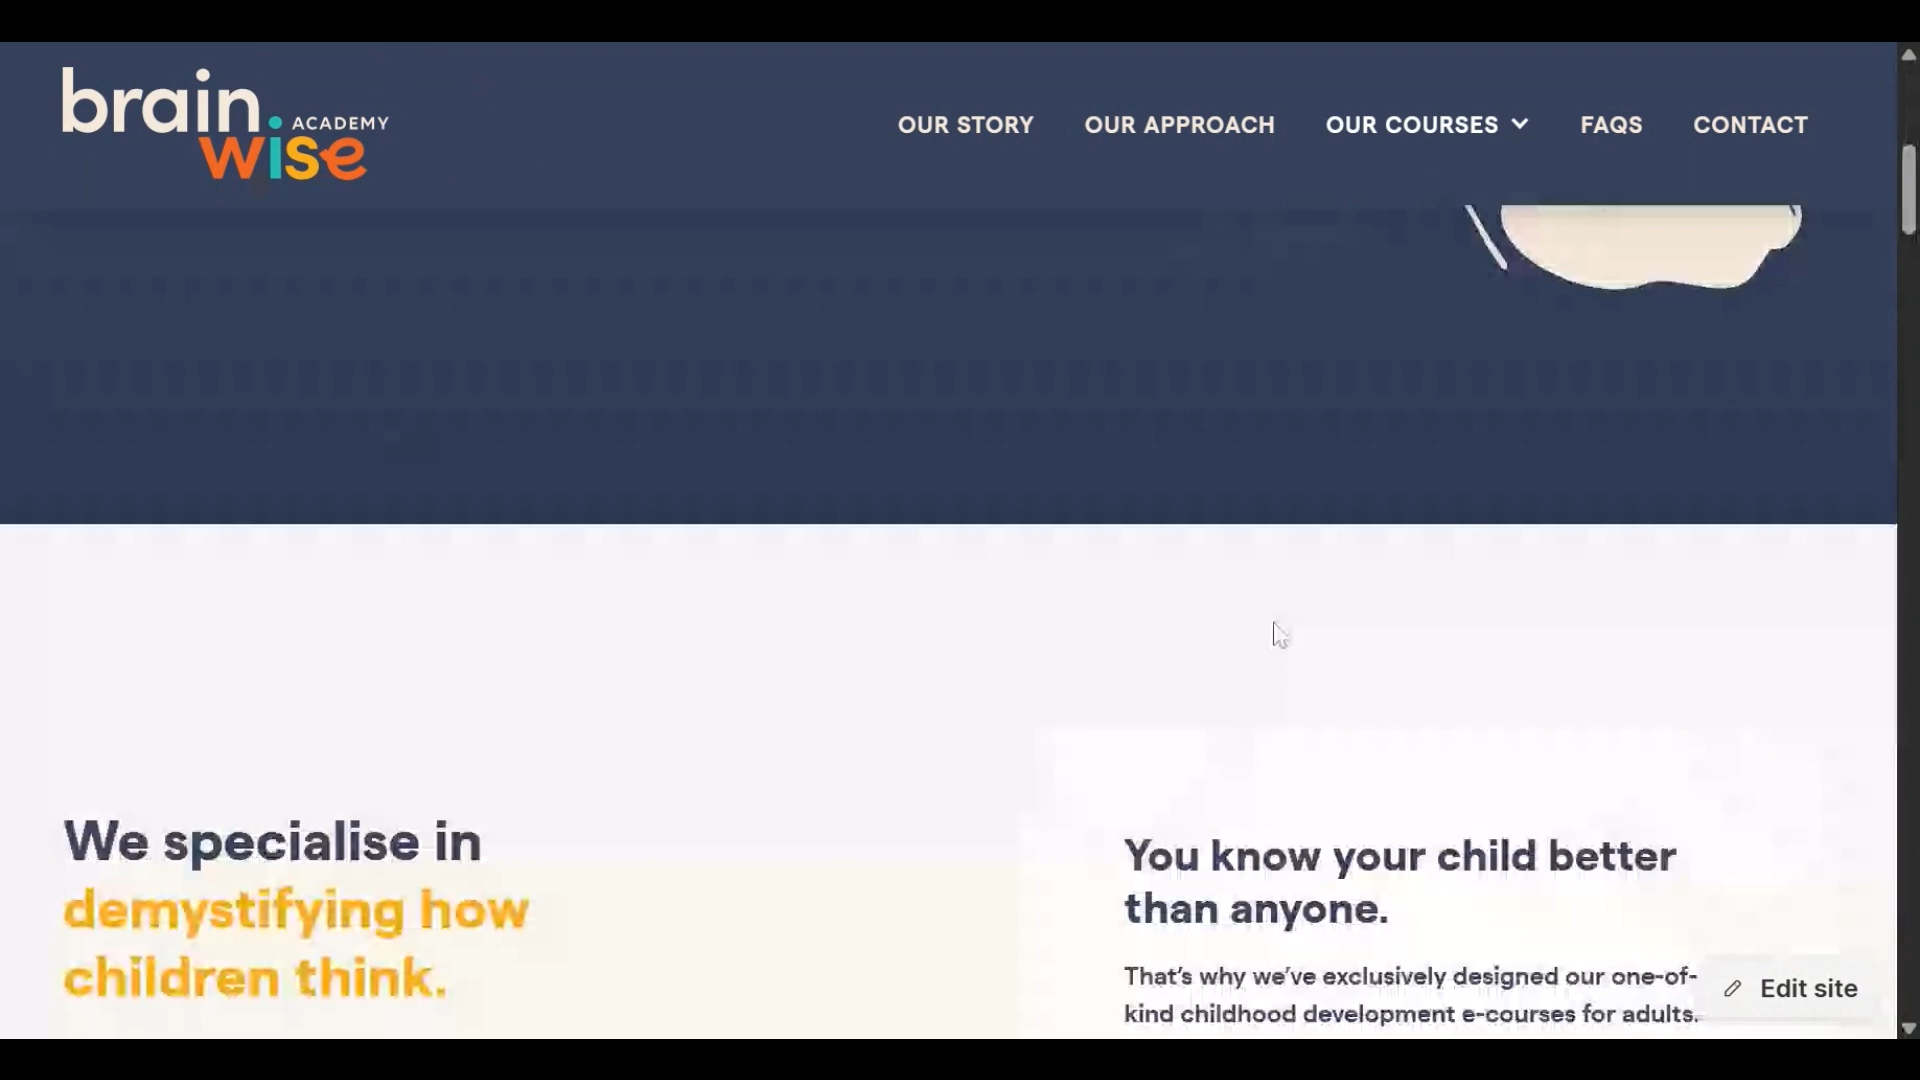 brain
ACADEMY
wise
OUR STORY
OUR APPROACH
OUR COURSES
FAQS
CONTACT
We specialise in
demystifying how
children think.
You know your child better
than anyone.
That’s why we’ve exclusively designed our one-of-
kind childhood development e-courses for adults.
Edit site